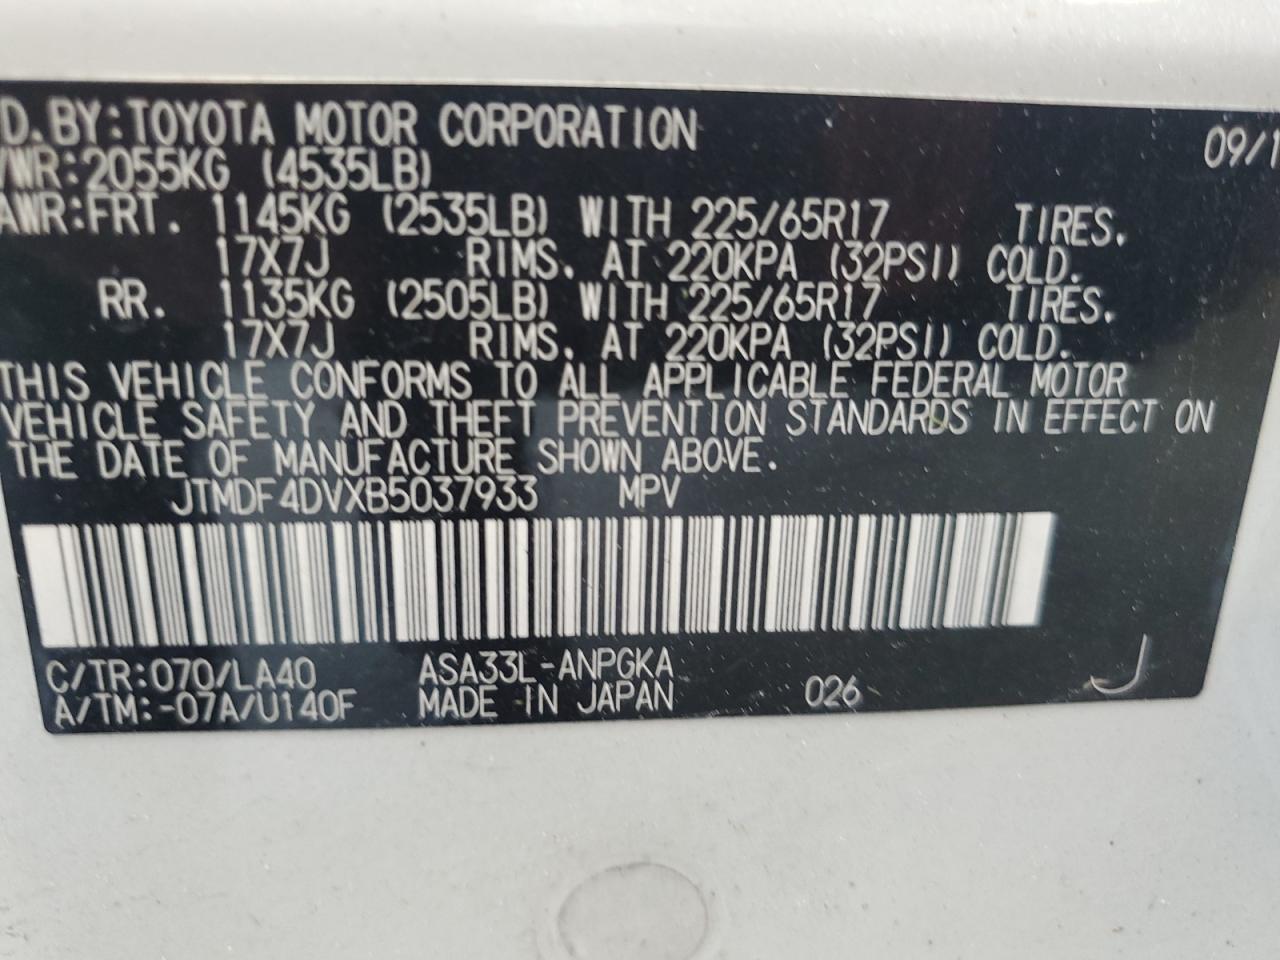 D. BY: TOYOTA MOTOR CORPORATION 09/1
VWR: 2055KG (4535LB)
AWR: FRT. 1145KG (2535LB) WITH 225/65R17 TIRES.
17X7J RIMS. AT 220KPA (32PSI) COLD.
RR. 1135KG (2505LB) WITH 225/65R17 TIRES.
17X7J RIMS. AT 220KPA (32PSI) COLD.
THIS VEHICLE CONFORMS TO ALL APPLICABLE FEDERAL MOTOR
VEHICLE SAFETY AND THEFT PREVENTION STANDARDS IN EFFECT ON
THE DATE OF MANUFACTURE SHOWN ABOVE.
JTMDF4DVXB5037933 MPV
C/TR: 070/LA40 ASA33L-ANPGKA
A/TM: -07A/U140F MADE IN JAPAN 026 J